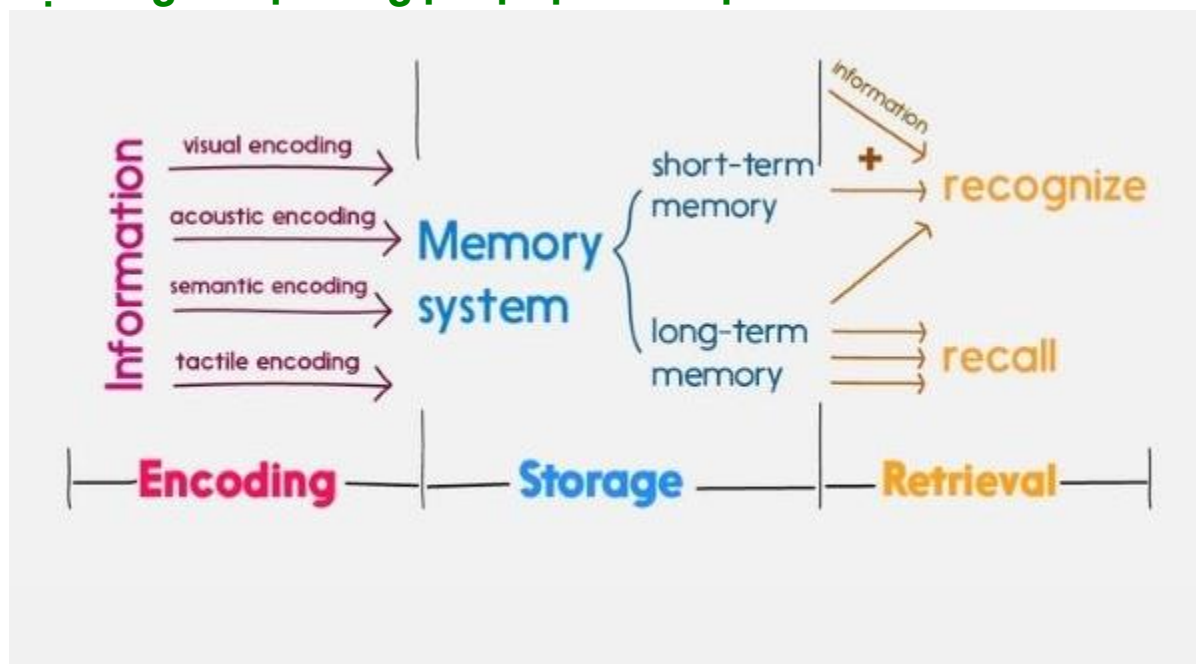 Information
visual encoding
acoustic encoding
semantic encoding
tactile encoding
Memory
system
short-term
memory
long-term
memory
information
+
recognize
recall
Encoding
Storage
Retrieval